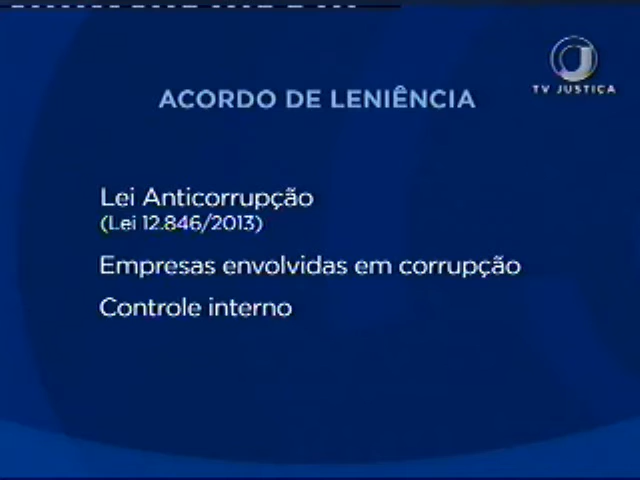 TV JUSTIÇA
ACORDO DE LENIÊNCIA
Lei Anticorrupção
(Lei 12.846/2013)
Empresas envolvidas em corrupção
Controle interno